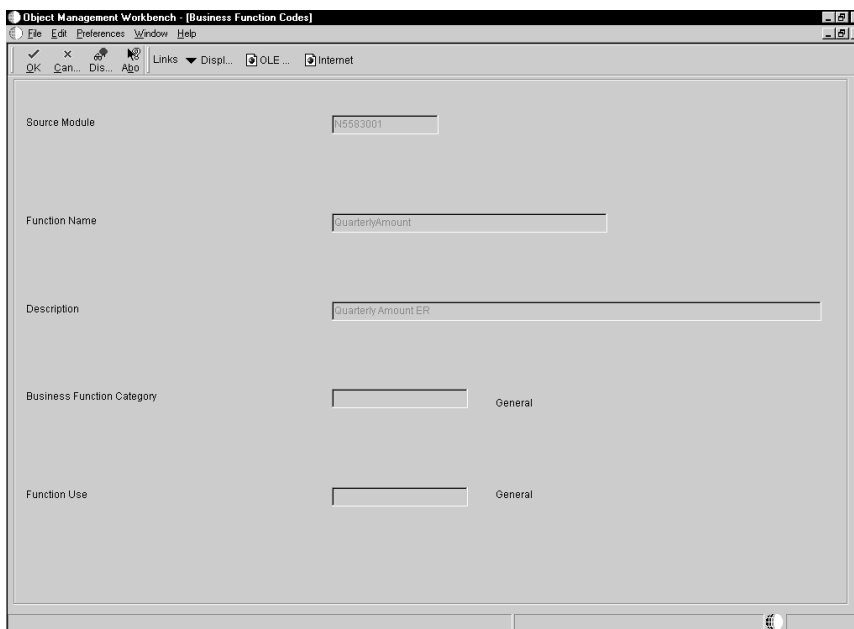 Object Management Workbench - [Business Function Codes]
File Edit Preferences Window Help
OK Can... Dis... Abo Links Displ... OLE ... Internet
Source Module N5583001
Function Name QuarterlyAmount
Description Quarterly Amount ER
Business Function Category General
Function Use General